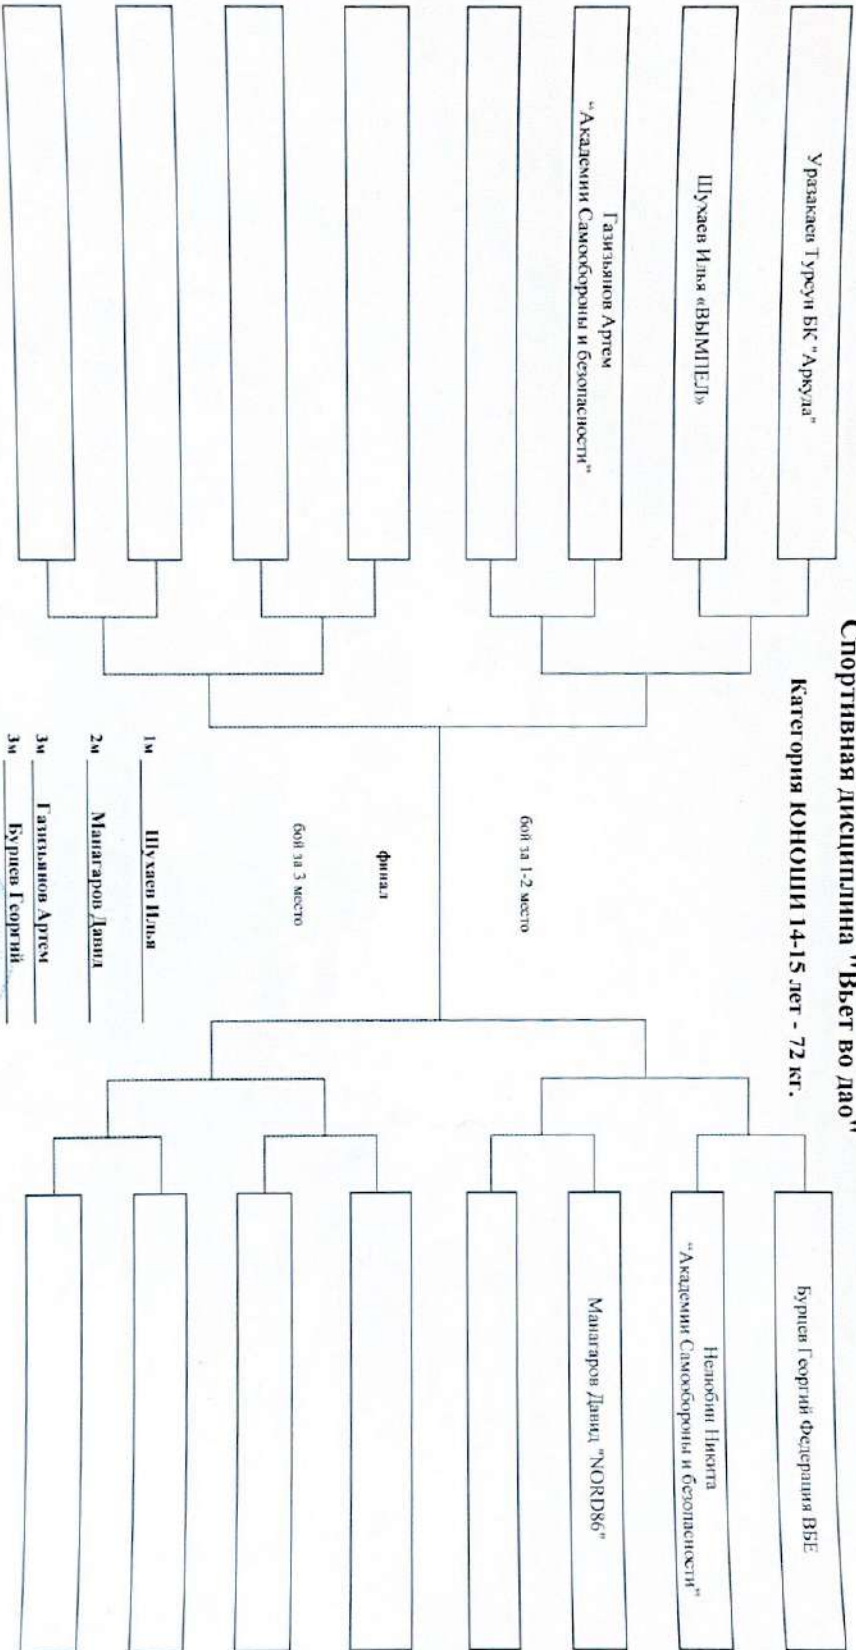 Спортивная дисциплина "Вьет во дао"
Категория ЮНОШИ 14-15 лет - 72 кг.
Уразакаев Турсун БК "Аркуда"
Шухаев Илья «ВЫМПЕЛ»
Газизьянов Артем
“Академии Самообороны и безопасности”
бой за 1-2 место
финал
бой за 3 место
1м Шухаев Илья
2м Манагаров Давид
3м Газизьянов Артем
3м Бурцев Георгий
Бурцев Георгий Федерация ВБЕ
Нелюбин Никита
“Академии Самообороны и безопасности”
Манагаров Давид "NORD86"